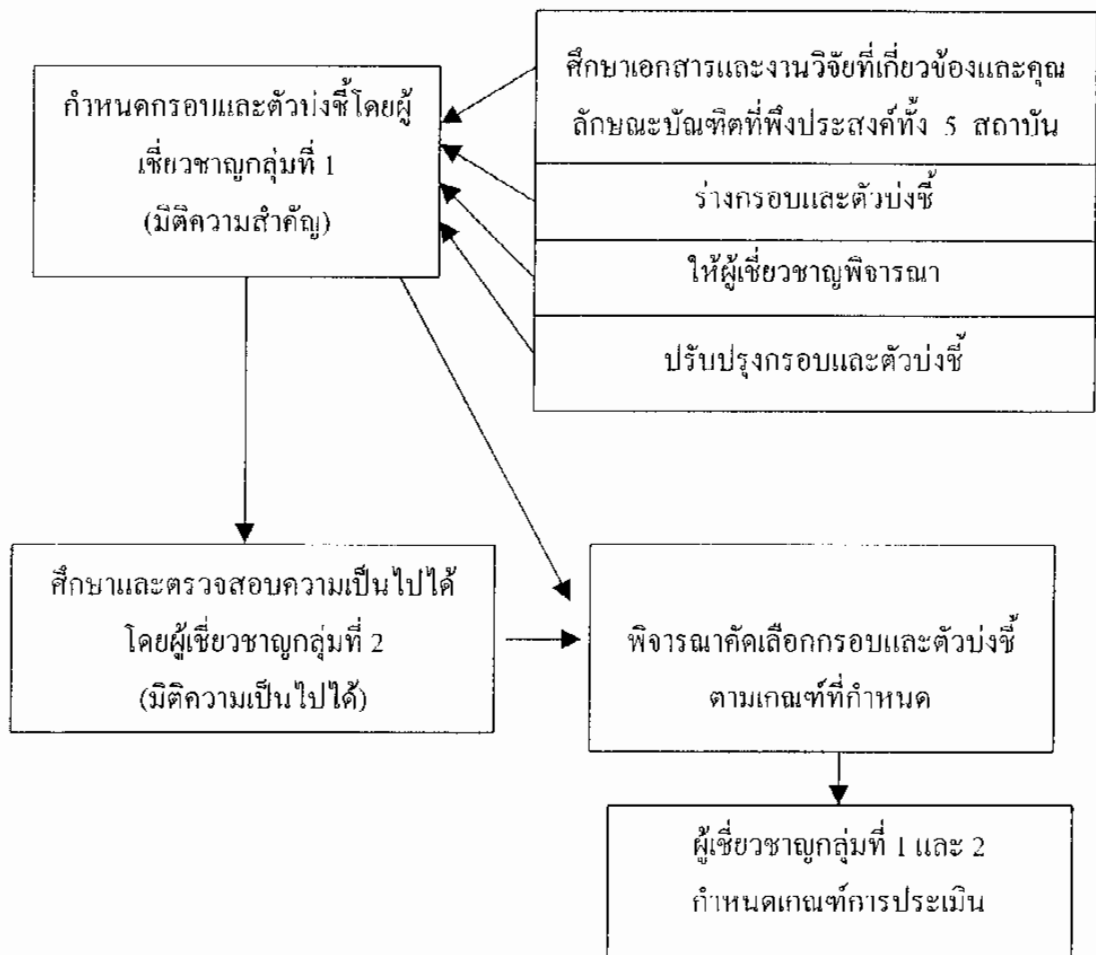 กำหนดกรอบและตัวบ่งชี้โดยผู้
เชี่ยวชาญกลุ่มที่ 1
(มิติความสำคัญ)
ศึกษาเอกสารและงานวิจัยที่เกี่ยวข้องและคุณ
ลักษณะบัณฑิตที่พึงประสงค์ทั้ง 5 สถาบัน
ร่างกรอบและตัวบ่งชี้
ให้ผู้เชี่ยวชาญพิจารณา
ปรับปรุงกรอบและตัวบ่งชี้
ศึกษาและตรวจสอบความเป็นไปได้
โดยผู้เชี่ยวชาญกลุ่มที่ 2
(มิติความเป็นไปได้)
พิจารณาคัดเลือกกรอบและตัวบ่งชี้
ตามเกณฑ์ที่กำหนด
ผู้เชี่ยวชาญกลุ่มที่ 1 และ 2
กำหนดเกณฑ์การประเมิน